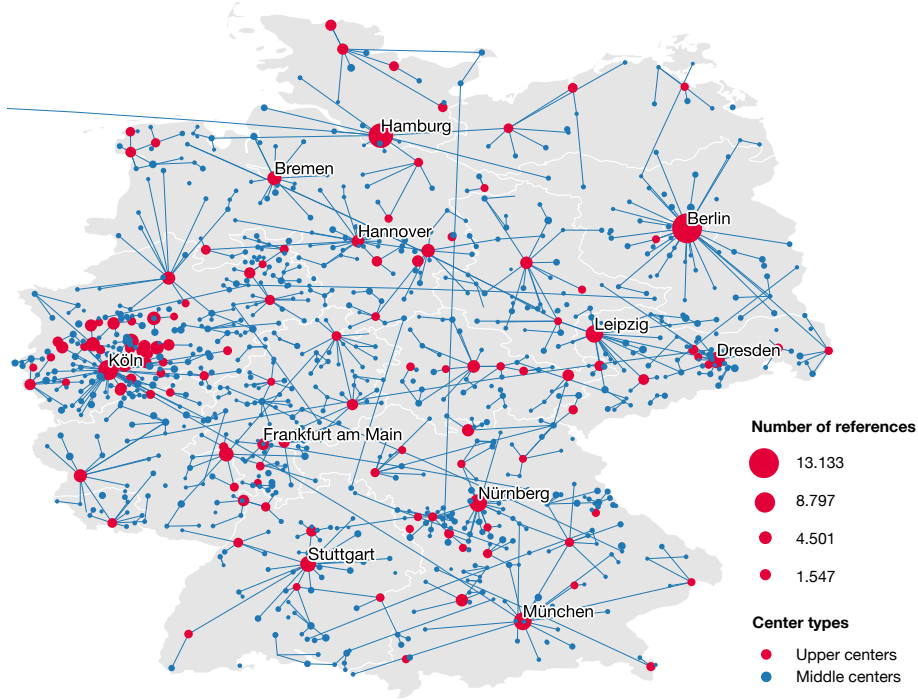 Hamburg
Bremen
Berlin
Hannover
Leipzig
Dresden
Köln
Frankfurt am Main
Nürnberg
Stuttgart
München
Number of references
13.133
8.797
4.501
1.547
Center types
Upper centers
Middle centers